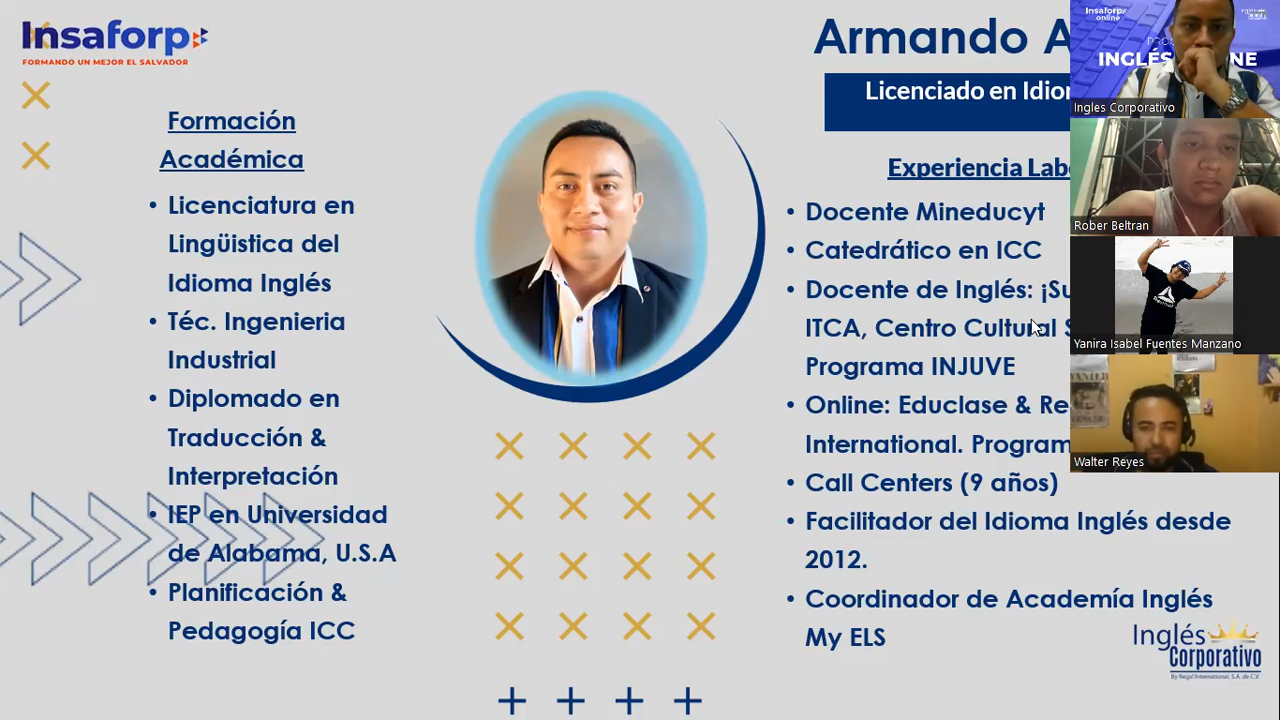 Insaforp
FORMANDO UN MEJOR EL SALVADOR
Formación
Académica
• Licenciatura en
Lingüistica del
Idioma Inglés
• Téc. Ingenieria
Industrial
• Diplomado en
Traducción &
Interpretación
• IEP en Universidad
de Alabama, U.S.A
• Planificación &
Pedagogía ICC
Armando A
Licenciado en Idio
Experiencia Lab
• Docente Mineducyt
• Catedrático en ICC
• Docente de Inglés: ¡Su
ITCA, Centro Cultural S
Programa INJUVE
• Online: Educlase & Re
International. Program
• Call Centers (9 años)
• Facilitador del Idioma Inglés desde
2012.
• Coordinador de Academía Inglés
My ELS
Inglés
Corporativo
By Regal International, S.A. de C.V.
Insaforp
online
INGLÉS NE
Ingles Corporativo
Rober Beltran
Yanira Isabel Fuentes Manzano
Walter Reyes